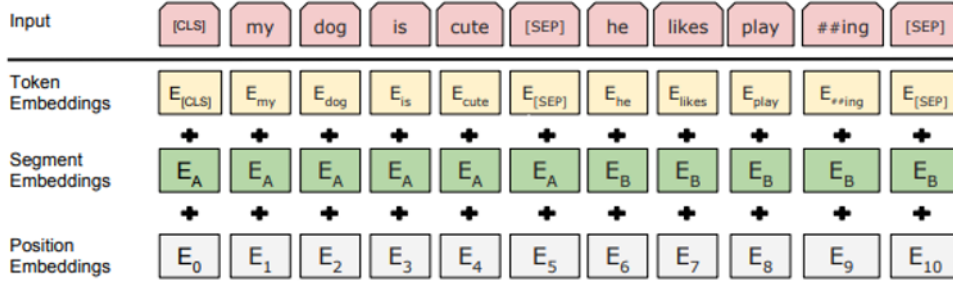 Input [CLS] my dog is cute [SEP] he likes play ##ing [SEP]
Token Embeddings E[CLS] Emy Edog Eis Ecute E[SEP] Ehe Elikes Eplay E##ing E[SEP]
+ + + + + + + + + + +
Segment Embeddings EA EA EA EA EA EA EB EB EB EB EB
+ + + + + + + + + + +
Position Embeddings E0 E1 E2 E3 E4 E5 E6 E7 E8 E9 E10